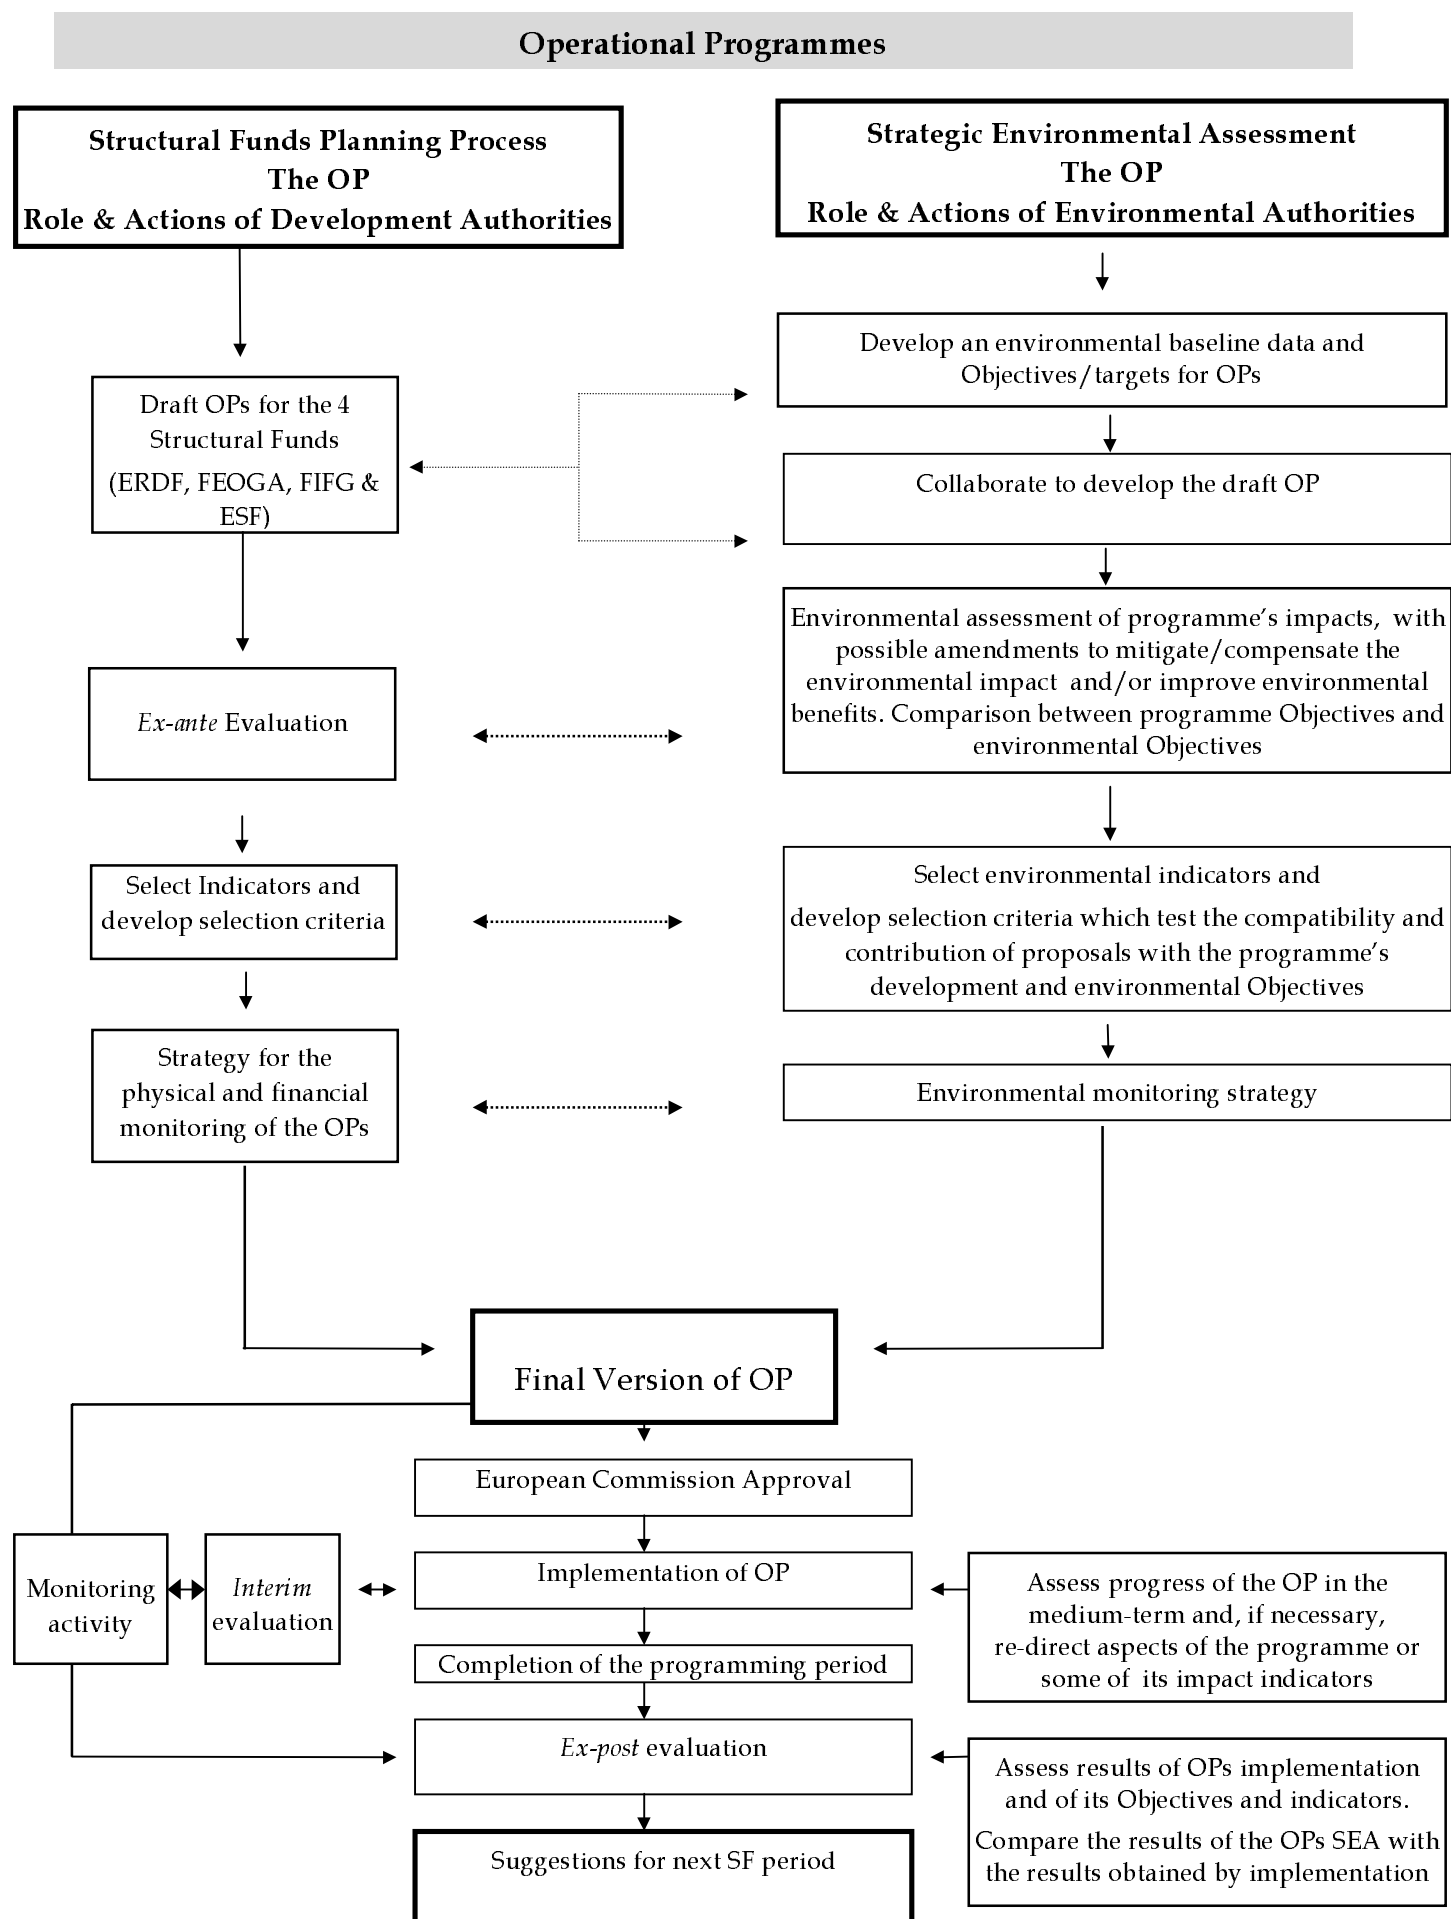 Operational Programmes
Structural Funds Planning Process
The OP
Role & Actions of Development Authorities
Strategic Environmental Assessment
The OP
Role & Actions of Environmental Authorities
Draft OPs for the 4
Structural Funds
(ERDF, FEOGA, FIFG &
ESF)
Develop an environmental baseline data and
Objectives/targets for OPs
Collaborate to develop the draft OP
Ex-ante Evaluation
Environmental assessment of programme's impacts, with
possible amendments to mitigate/compensate the
environmental impact and/or improve environmental
benefits. Comparison between programme Objectives and
environmental Objectives
Select Indicators and
develop selection criteria
Select environmental indicators and
develop selection criteria which test the compatibility and
contribution of proposals with the programme's
development and environmental Objectives
Strategy for the
physical and financial
monitoring of the OPs
Environmental monitoring strategy
Final Version of OP
European Commission Approval
Monitoring
activity
Interim
evaluation
Implementation of OP
Assess progress of the OP in the
medium-term and, if necessary,
re-direct aspects of the programme or
some of its impact indicators
Completion of the programming period
Ex-post evaluation
Assess results of OPs implementation
and of its Objectives and indicators.
Compare the results of the OPs SEA with
the results obtained by implementation
Suggestions for next SF period